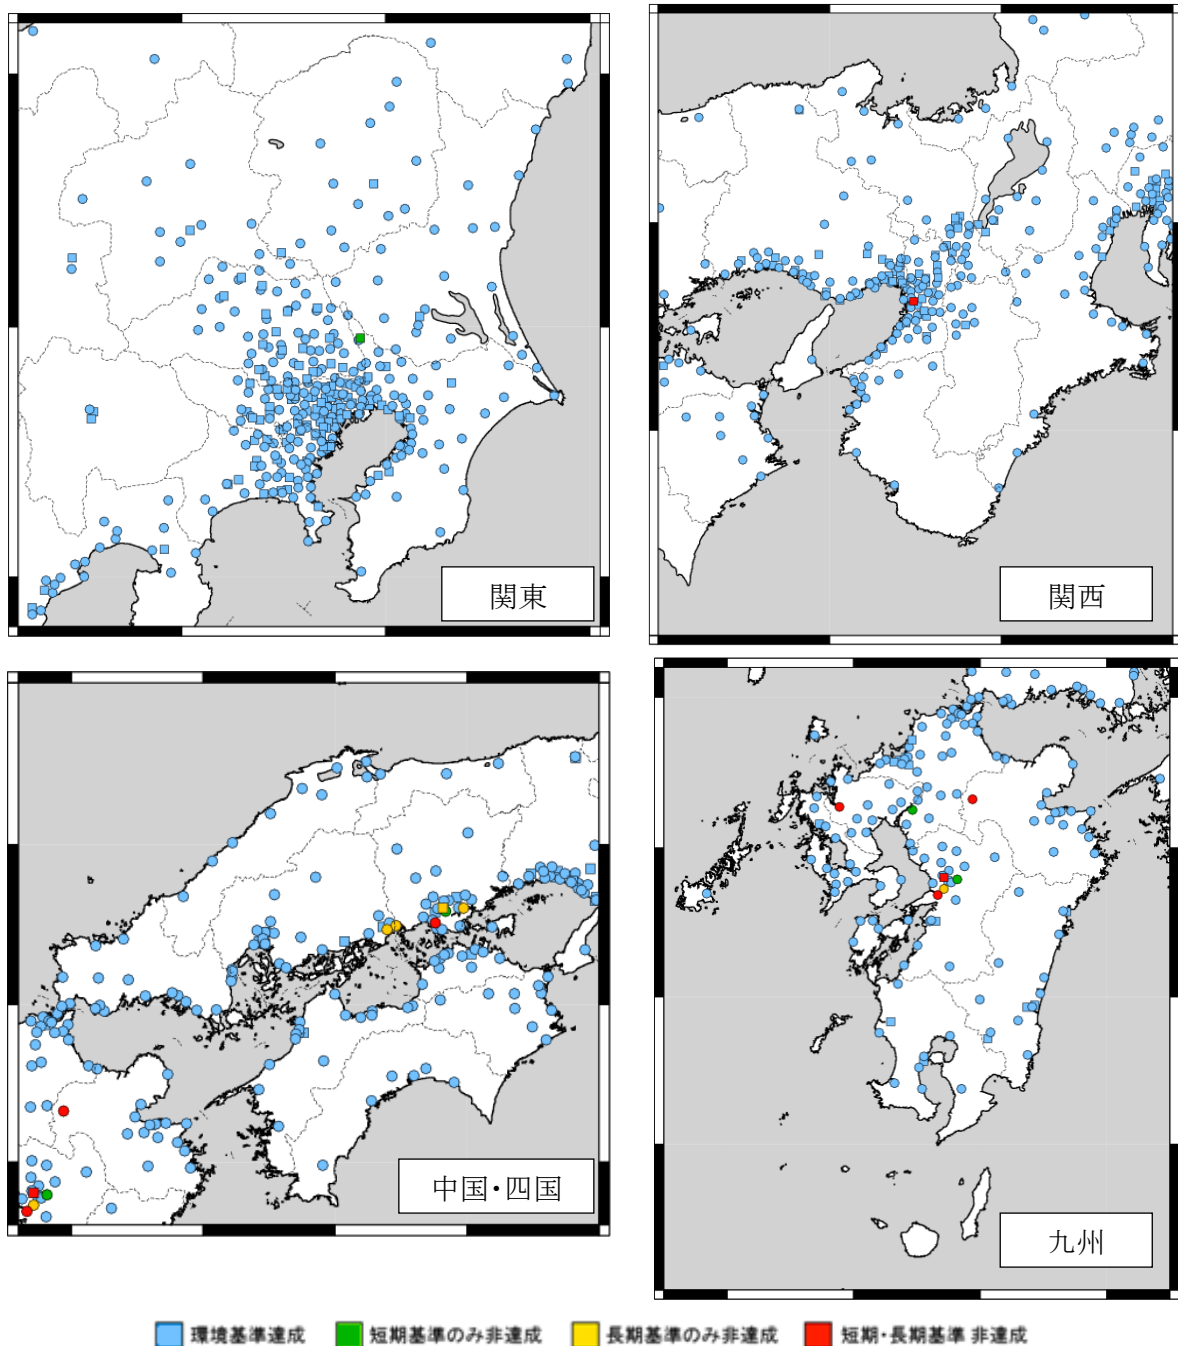 関東
関西
中国・四国
九州
環境基準達成
短期基準のみ非達成
長期基準のみ非達成
短期・長期基準 非達成